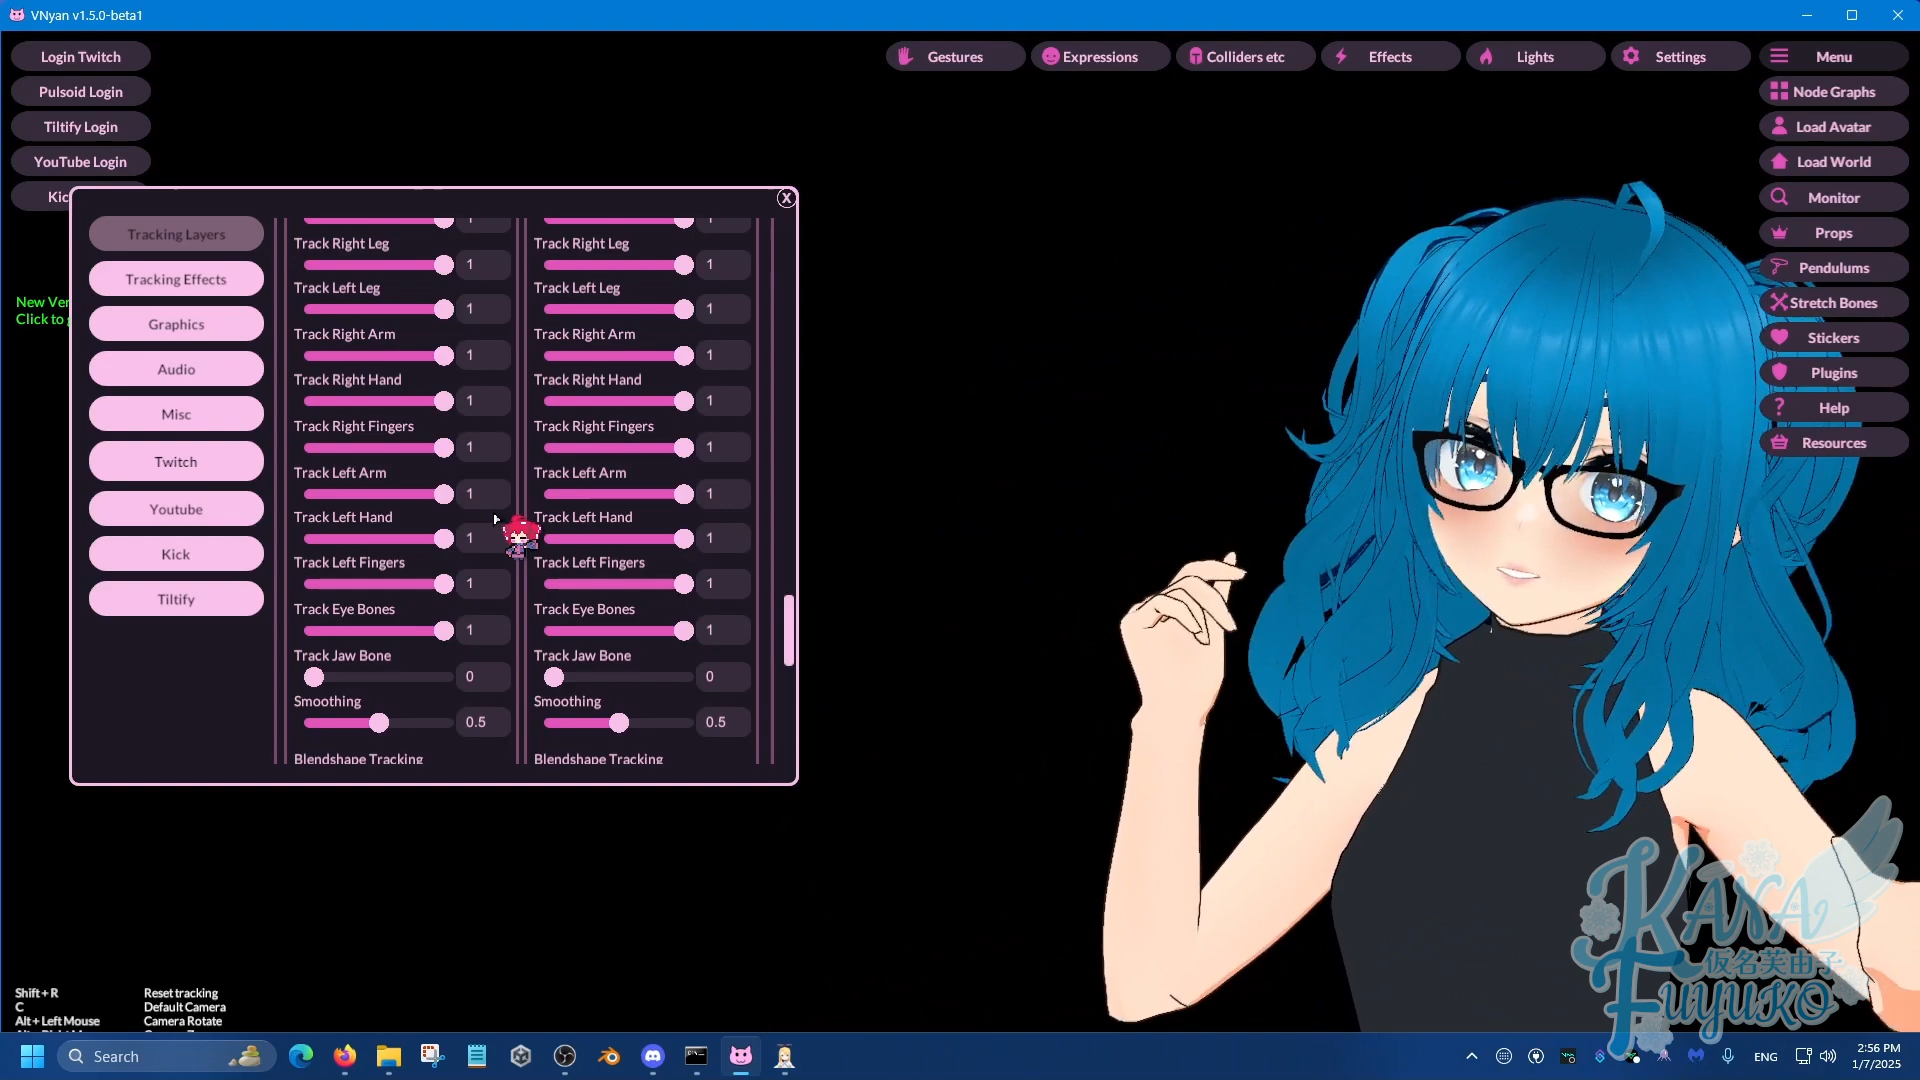 VNyan v1.5.0-beta1
Login Twitch
Pulsoid Login
Tiltify Login
YouTube Login
Kic
New Ver
Click to
Gestures
Expressions
Colliders etc
Effects
Lights
Settings
Menu
Node Graphs
Load Avatar
Load World
Monitor
Props
Pendulums
Stretch Bones
Stickers
Plugins
Help
Resources
X
Tracking Layers
Tracking Effects
Graphics
Audio
Misc
Twitch
Youtube
Kick
Tiltify
1
Track Right Leg
1
Track Left Leg
1
Track Right Arm
1
Track Right Hand
1
Track Right Fingers
1
Track Left Arm
1
Track Left Hand
1
Track Left Fingers
1
Track Eye Bones
1
Track Jaw Bone
0
Smoothing
0.5
Blendshape Tracking
1
Track Right Leg
1
Track Left Leg
1
Track Right Arm
1
Track Right Hand
1
Track Right Fingers
1
Track Left Arm
1
Track Left Hand
1
Track Left Fingers
1
Track Eye Bones
1
Track Jaw Bone
0
Smoothing
0.5
Blendshape Tracking
Shift + R Reset tracking
C Default Camera
Alt + Left Mouse Camera Rotate
KANA
仮名芙由子
FUYUKO
Search
ENG
2:56 PM
1/7/2025